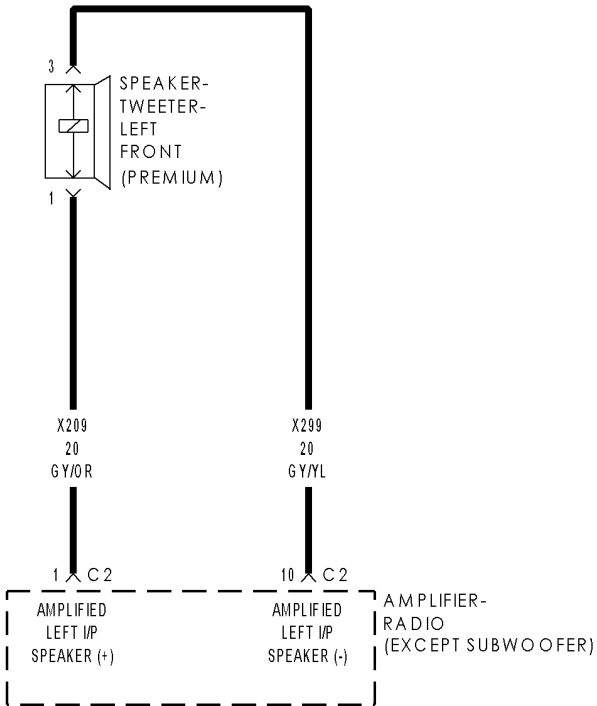 3
SPEAKER-
TWEETER-
LEFT
FRONT
(PREMIUM)
1
X209
20
GY/OR
X299
20
GY/YL
1 C2
10 C2
AMPLIFIED
LEFT I/P
SPEAKER (+)
AMPLIFIED
LEFT I/P
SPEAKER (-)
AMPLIFIER-
RADIO
(EXCEPT SUBWOOFER)